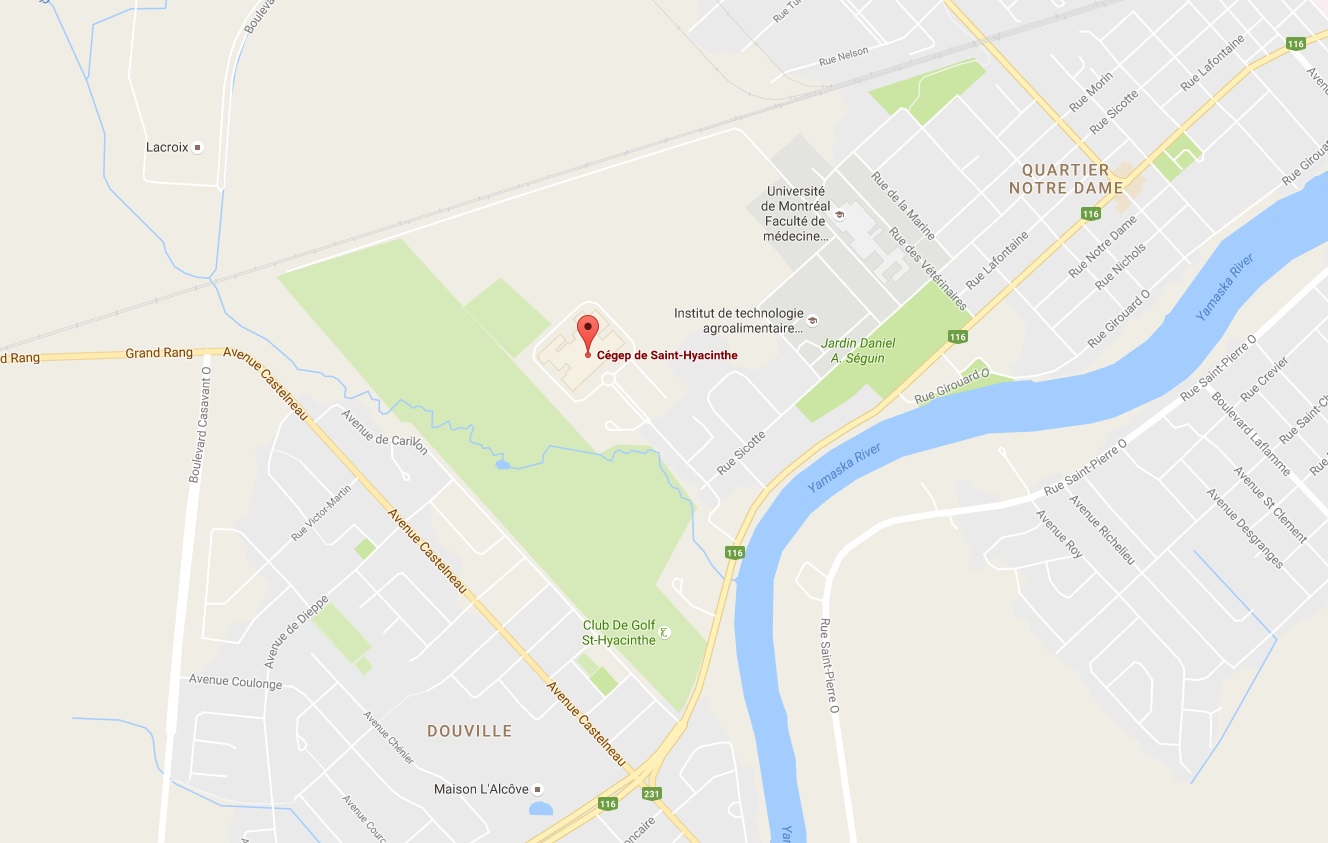 Rue Nelson
116
Rue Lafontaine
Rue Morin
Rue Sicotte
Lacroix
QUARTIER
NOTRE DAME
Université
de Montréal
Faculté de
médecine...
Rue de la Marine
Rue des Vétérinaires
116
Rue Lafontaine
Rue Notre Dame
Rue Nichols
Rue Girouard O
Yamaska River
Institut de technologie
agroalimentaire...
Jardin Daniel
A. Séguin
116
Cégep de Saint-Hyacinthe
Grand Rang
Avenue Castelneau
Boulevard Casavant O
Avenue de Carillon
Rue Girouard O
Rue Saint-Pierre O
Rue Crevier
Boulevard Laflamme
Rue Sicotte
Yamaska River
Rue Saint-Pierre O
Avenue St Clement
Avenue Desgranges
Avenue Richelieu
Avenue Roy
Rue Victor-Martin
Avenue Castelneau
116
Avenue de Dieppe
Club De Golf
St-Hyacinthe
Rue Saint-Pierre O
Avenue Coulonge
Avenue Castelneau
DOUVILLE
Avenue Chénier
Maison L'Alcôve
116
231